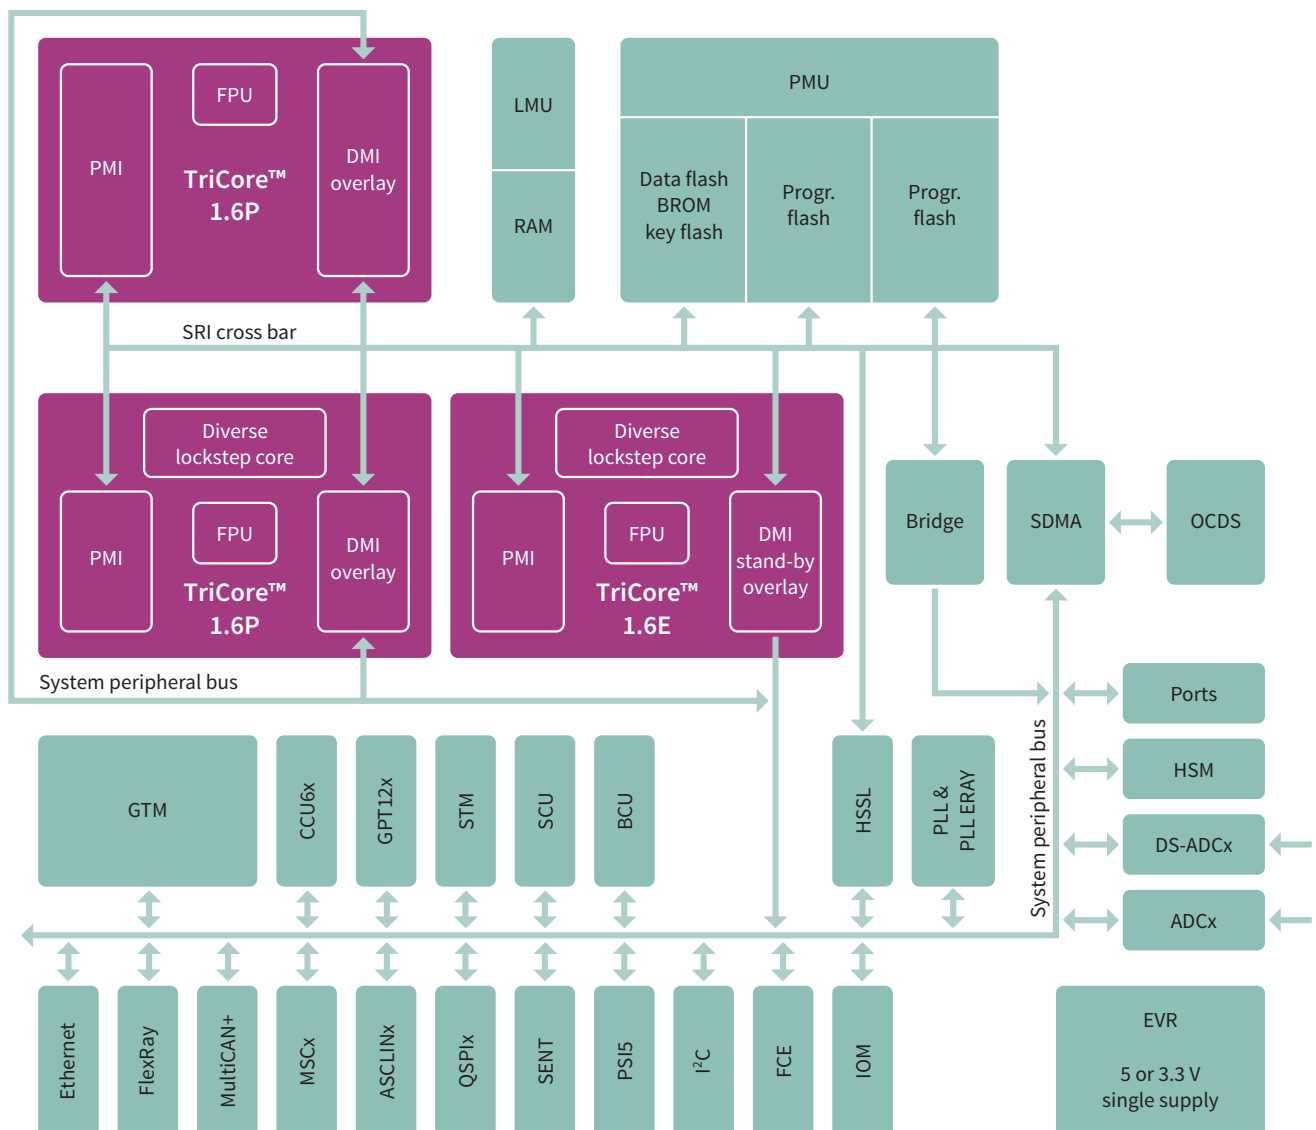 PMI
FPU
TriCore™
1.6P
DMI
overlay
LMU
RAM
PMU
Data flash
BROM
key flash
Progr.
flash
Progr.
flash
SRI cross bar
Diverse
lockstep core
PMI
FPU
TriCore™
1.6P
DMI
overlay
Diverse
lockstep core
PMI
FPU
TriCore™
1.6E
DMI
stand-by
overlay
Bridge
SDMA
OCDS
System peripheral bus
System peripheral bus
Ports
HSM
DS-ADCx
ADCx
GTM
CCU6x
GPT12x
STM
SCU
BCU
HSSL
PLL &
PLL ERAY
Ethernet
FlexRay
MultiCAN+
MSCx
ASCLINx
QSPIx
SENT
PSI5
I²C
FCE
IOM
EVR
5 or 3.3 V
single supply